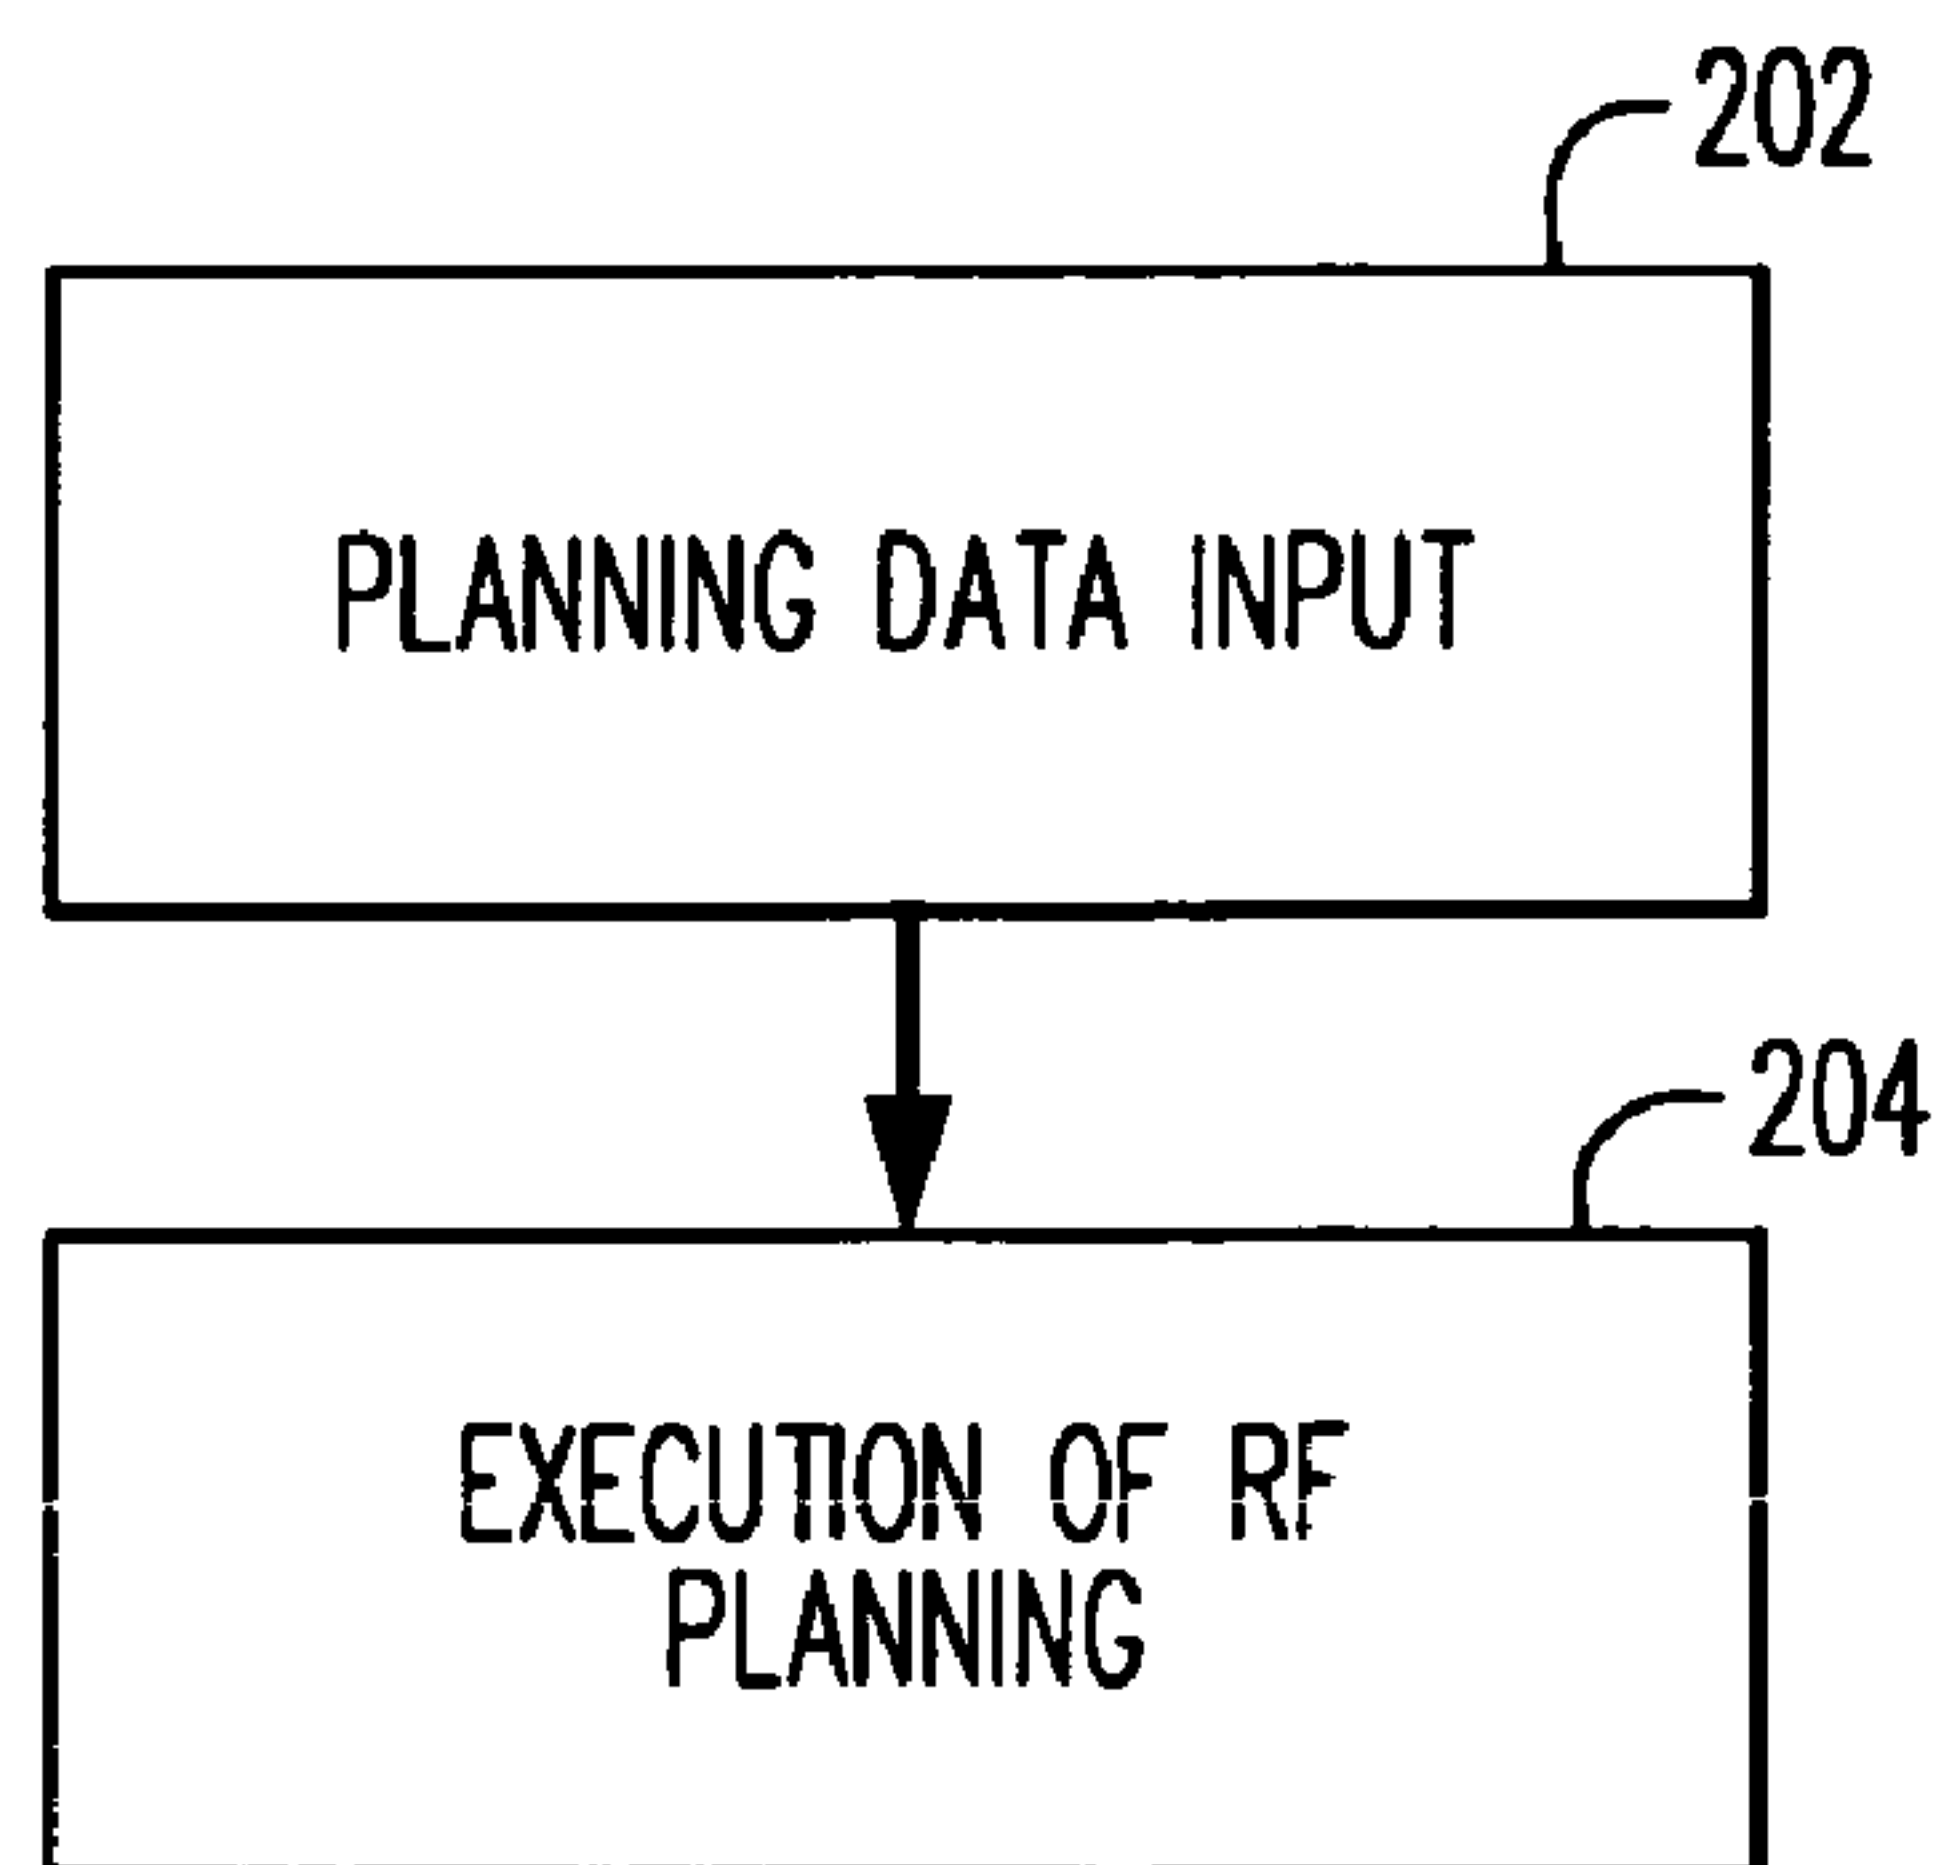 202
PLANNING DATA INPUT
204
EXECUTION OF RF
PLANNING